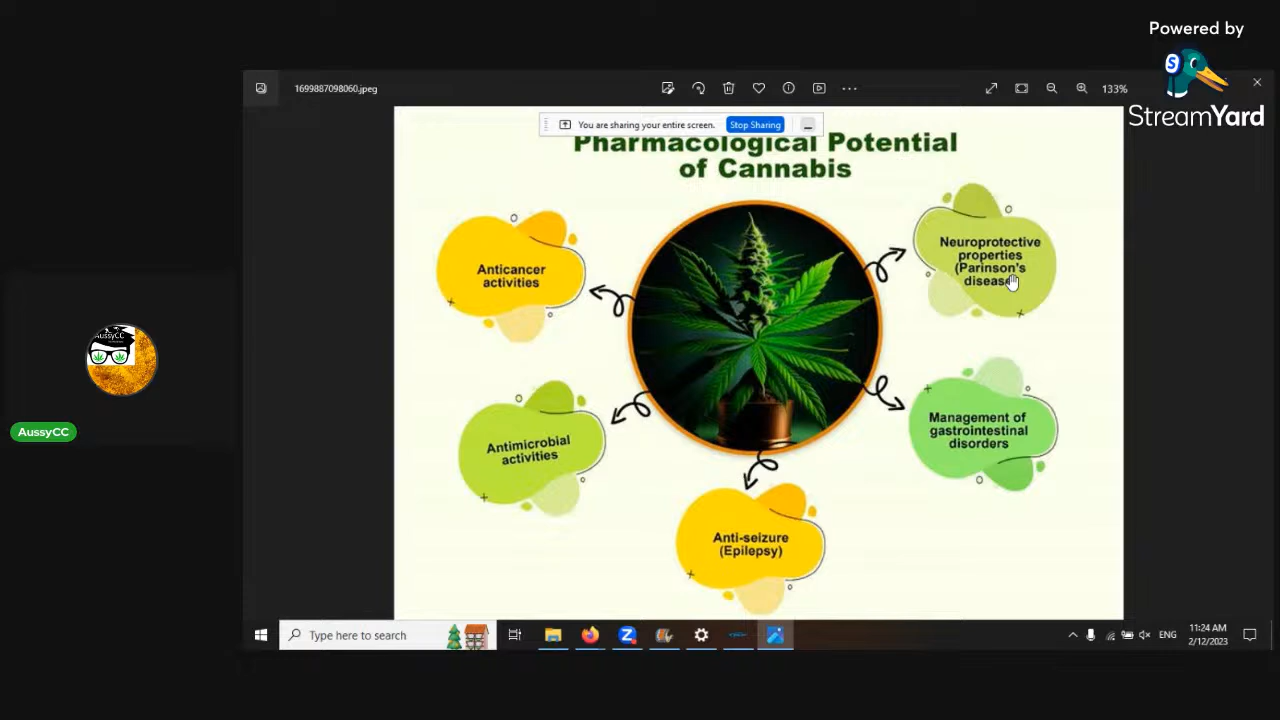 Powered by
StreamYard
1699887098060.jpeg
133%
You are sharing your entire screen. Stop Sharing
Pharmacological Potential
of Cannabis
Anticancer
activities
Neuroprotective
properties
(Parinson's
disease
Antimicrobial
activities
Management of
gastrointestinal
disorders
Anti-seizure
(Epilepsy)
AussyCC
AussyCC
Type here to search
ENG
11:24 AM
2/12/2023